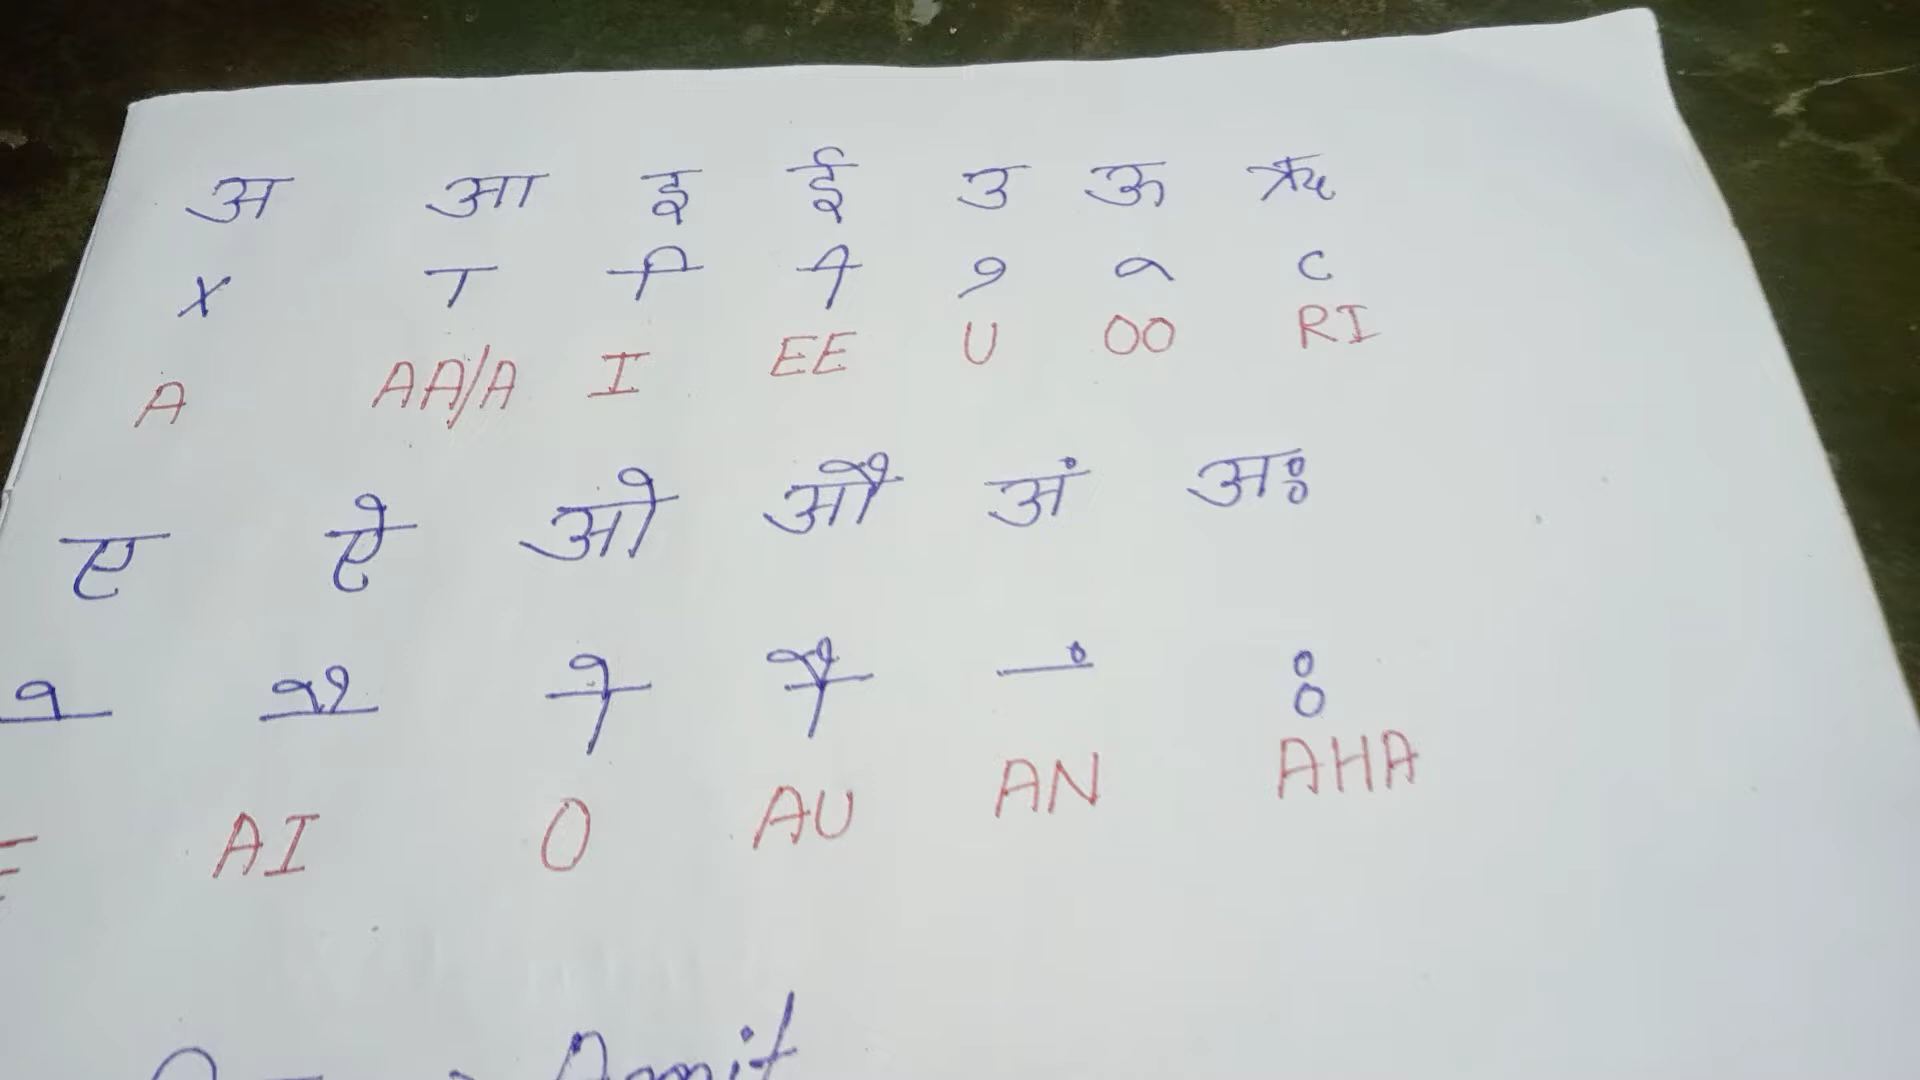 अ आ इ ई उ ऊ ऋ
X ा ि ी ु ू ृ
A AA/A I EE U OO RI
ए ऐ ओ औ अं अः
े ै ो ौ ं ः
AI O AU AN AHA